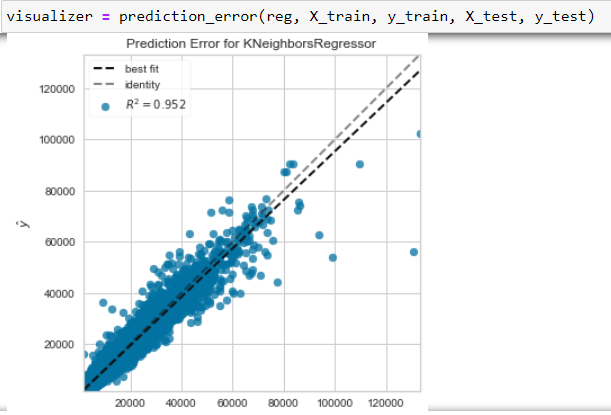 visualizer = prediction_error(reg, X_train, y_train, X_test, y_test)
Prediction Error for KNeighborsRegressor
best fit
identity
R² = 0.952
120000
100000
80000
60000
40000
20000
ŷ
20000 40000 60000 80000 100000 120000